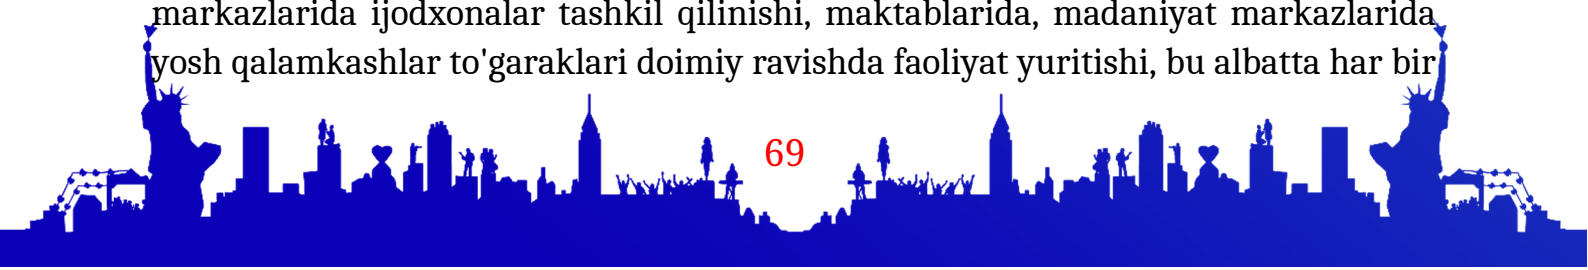 markazlarida ijodxonalar tashkil qilinishi, maktablarida, madaniyat markazlarida
yosh qalamkashlar to'garaklari doimiy ravishda faoliyat yuritishi, bu albatta har bir
69